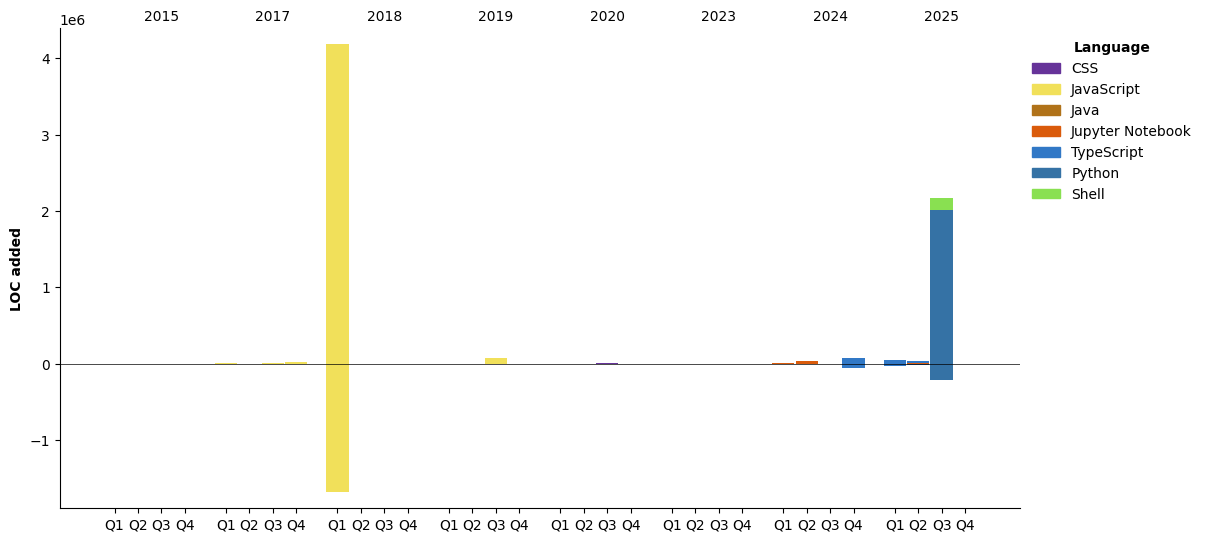 2015 2017 2018 2019 2020 2023 2024 2025
1e6
4
3
2
1
0
−1
LOC added
Q1 Q2 Q3 Q4 Q1 Q2 Q3 Q4 Q1 Q2 Q3 Q4 Q1 Q2 Q3 Q4 Q1 Q2 Q3 Q4 Q1 Q2 Q3 Q4 Q1 Q2 Q3 Q4 Q1 Q2 Q3 Q4
Language
CSS
JavaScript
Java
Jupyter Notebook
TypeScript
Python
Shell